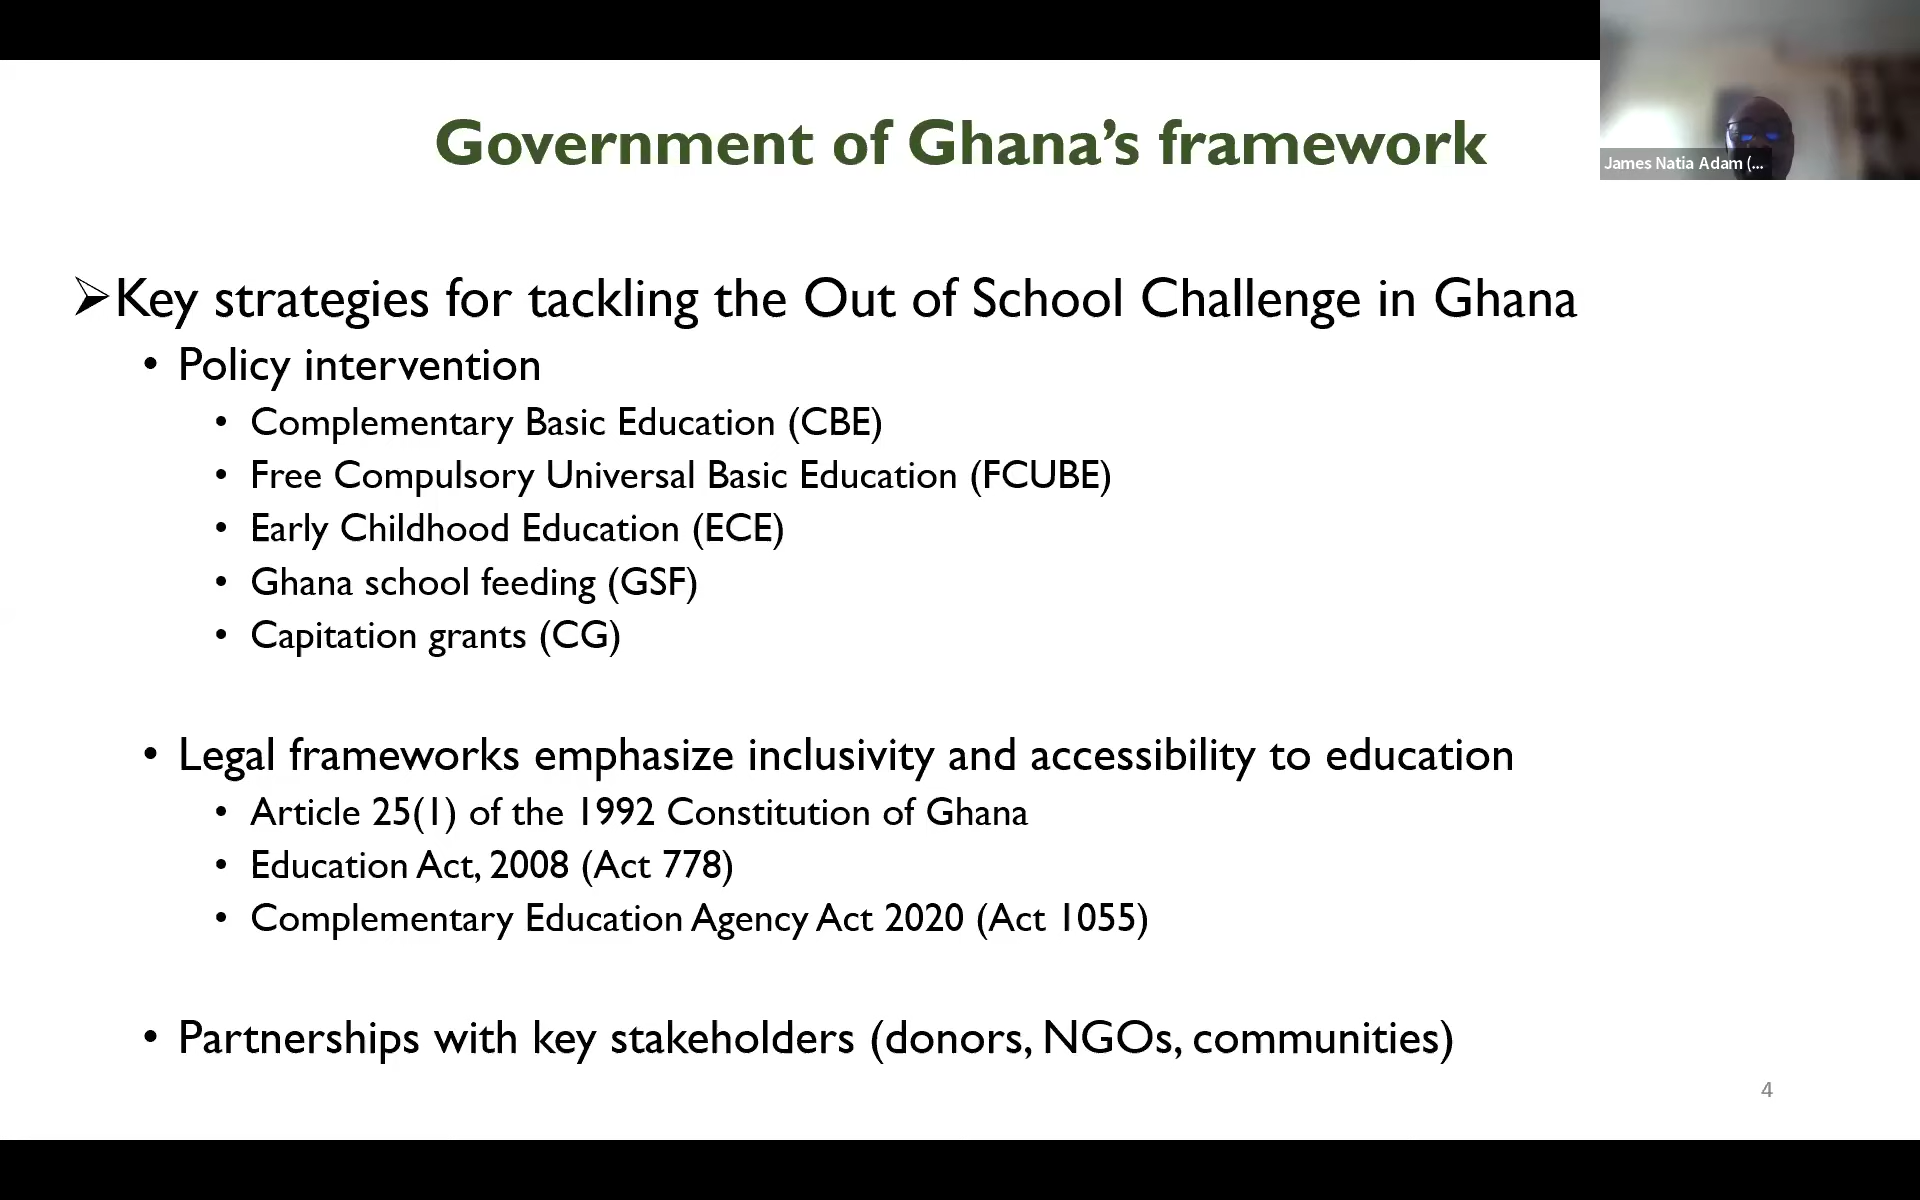 Government of Ghana’s framework
James Natia Adam (...
➢Key strategies for tackling the Out of School Challenge in Ghana
• Policy intervention
• Complementary Basic Education (CBE)
• Free Compulsory Universal Basic Education (FCUBE)
• Early Childhood Education (ECE)
• Ghana school feeding (GSF)
• Capitation grants (CG)
• Legal frameworks emphasize inclusivity and accessibility to education
• Article 25(1) of the 1992 Constitution of Ghana
• Education Act, 2008 (Act 778)
• Complementary Education Agency Act 2020 (Act 1055)
• Partnerships with key stakeholders (donors, NGOs, communities)
4